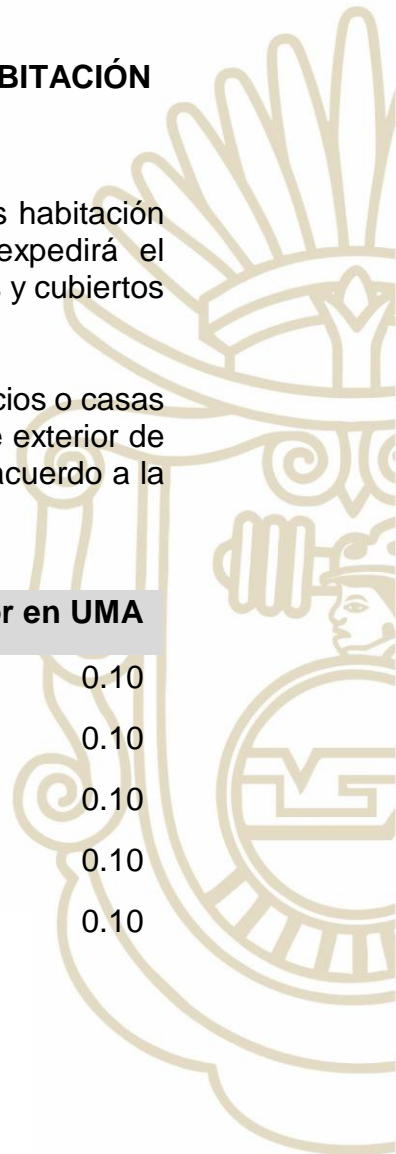 BITACIÓN
s habitación
expedirá el
y cubiertos
cios o casas
exterior de
acuerdo a la
r en UMA
0.10
0.10
0.10
0.10
0.10